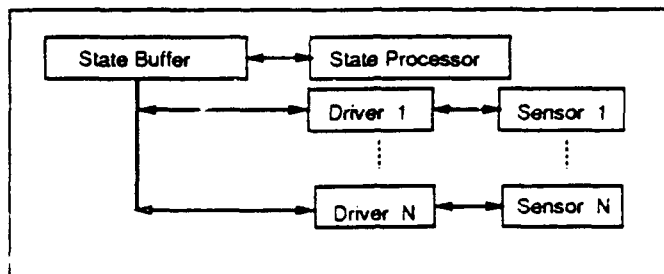 State Buffer
State Processor
Driver 1
Sensor 1
Driver N
Sensor N